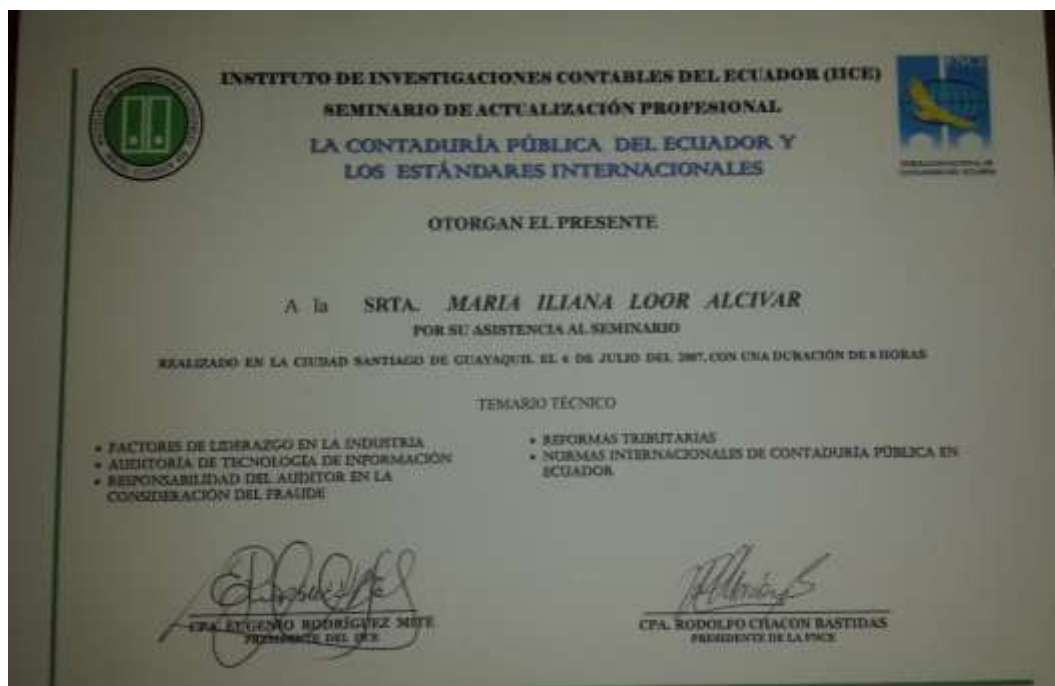 INSTITUTO DE INVESTIGACIONES CONTABLES DEL ECUADOR (IICE)
SEMINARIO DE ACTUALIZACIÓN PROFESIONAL
LA CONTADURÍA PÚBLICA DEL ECUADOR Y
LOS ESTÁNDARES INTERNACIONALES
FNCE
OTORGAN EL PRESENTE
A la SRTA. MARIA ILIANA LOOR ALCIVAR
POR SU ASISTENCIA AL SEMINARIO
REALIZADO EN LA CIUDAD SANTIAGO DE GUAYAQUIL EL 6 DE JULIO DEL 2007, CON UNA DURACIÓN DE 8 HORAS
TEMARIO TÉCNICO
• FACTORES DE LIDERAZGO EN LA INDUSTRIA
• AUDITORÍA DE TECNOLOGÍA DE INFORMACIÓN
• RESPONSABILIDAD DEL AUDITOR EN LA
CONSIDERACIÓN DEL FRAUDE
• REFORMAS TRIBUTARIAS
• NORMAS INTERNACIONALES DE CONTADURÍA PÚBLICA EN
ECUADOR
CPA. EUGENIO RODRÍGUEZ MITE
PRESIDENTE DEL IICE
CPA. RODOLFO CHACON BASTIDAS
PRESIDENTE DE LA FNCE